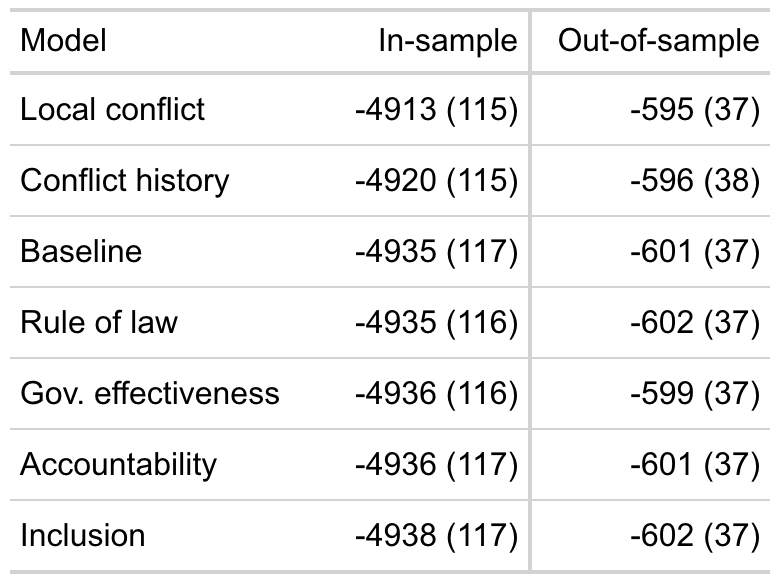 Model In-sample Out-of-sample
Local conflict -4913 (115) -595 (37)
Conflict history -4920 (115) -596 (38)
Baseline -4935 (117) -601 (37)
Rule of law -4935 (116) -602 (37)
Gov. effectiveness -4936 (116) -599 (37)
Accountability -4936 (117) -601 (37)
Inclusion -4938 (117) -602 (37)